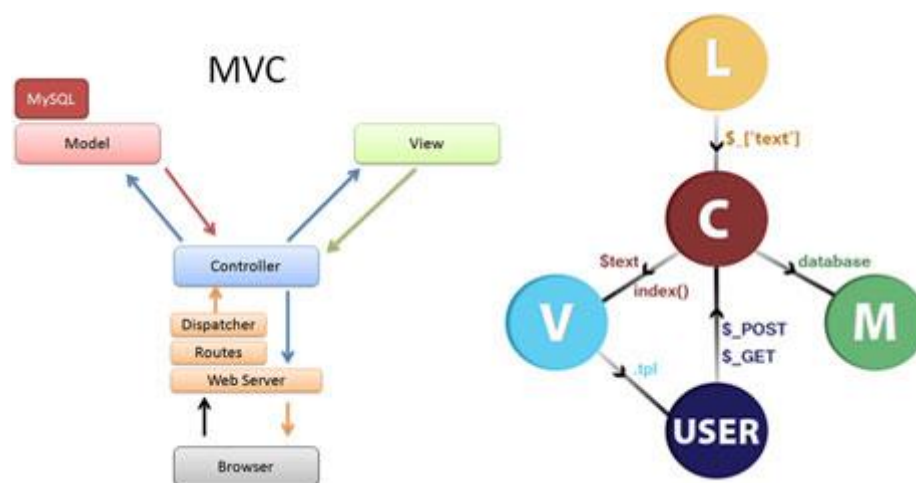 MVC
MySQL
Model
View
Controller
Dispatcher
Routes
Web Server
Browser
L
$_['text']
C
$text
index()
database
V
M
$_POST
$_GET
.tpl
USER